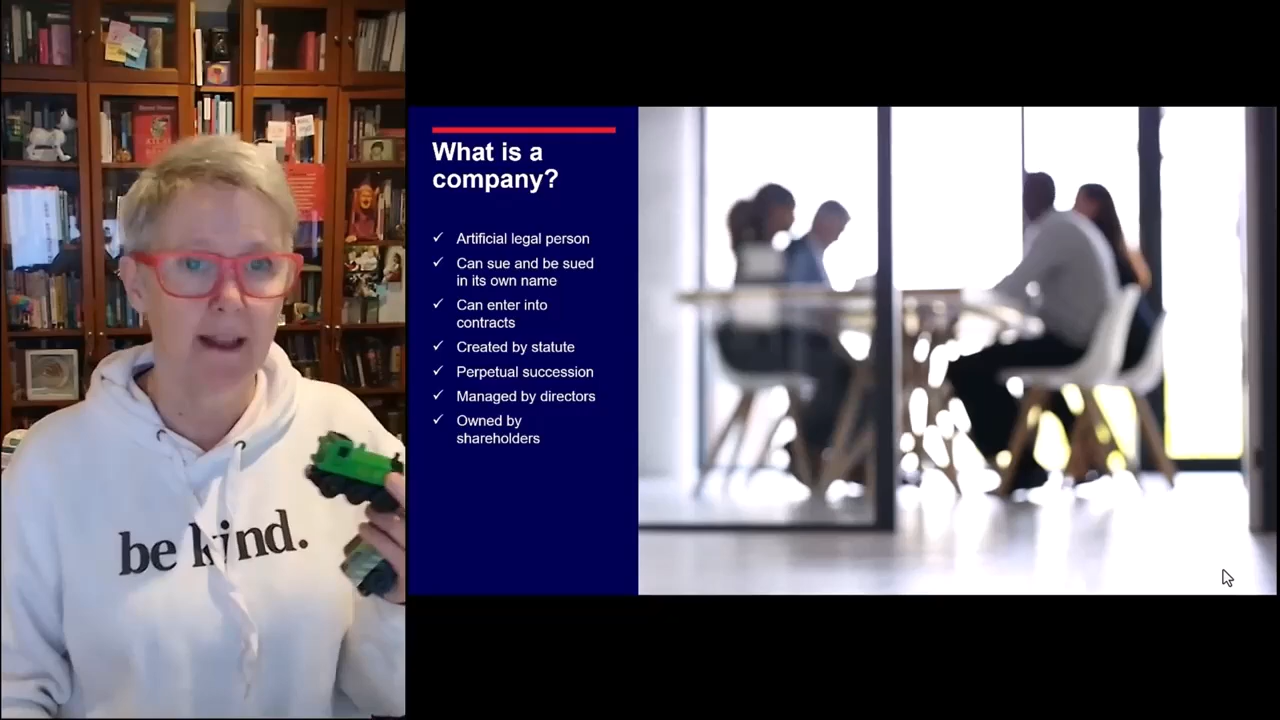 What is a
company?
✓ Artificial legal person
✓ Can sue and be sued
in its own name
✓ Can enter into
contracts
✓ Created by statute
✓ Perpetual succession
✓ Managed by directors
✓ Owned by
shareholders
be kind.